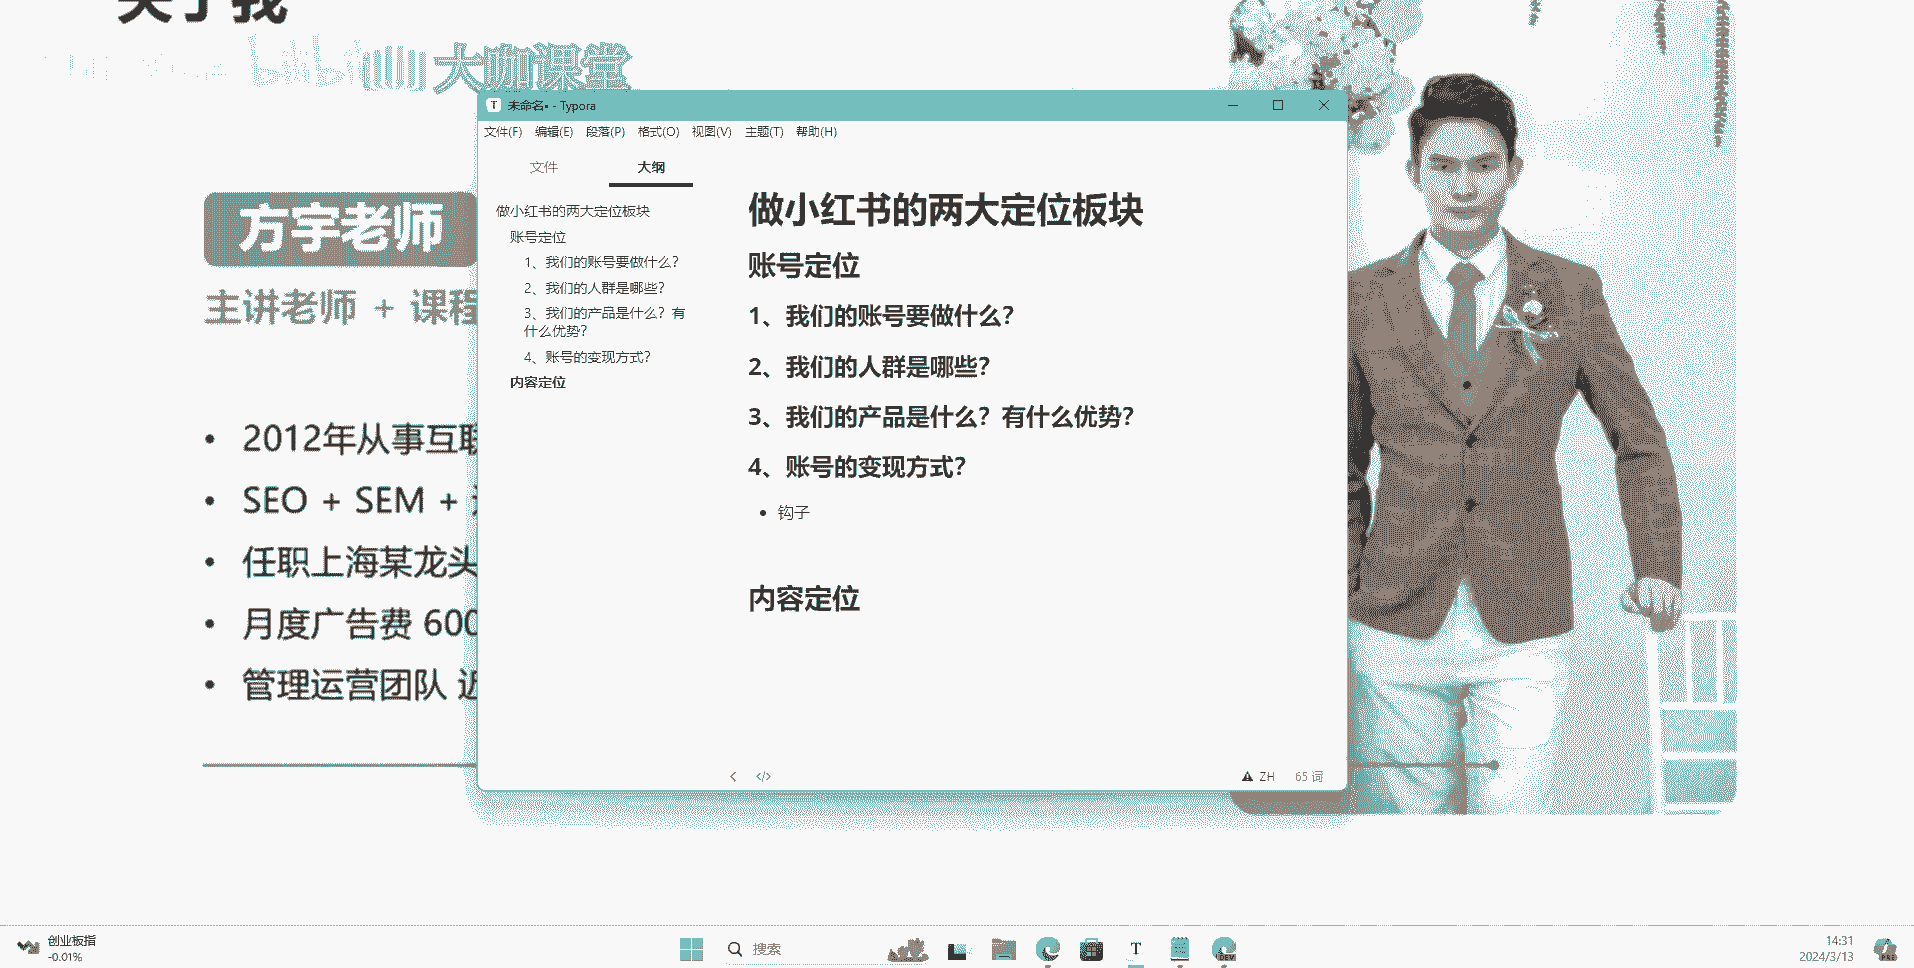 关于我
bilibili 大咖课堂
方宇老师
主讲老师 + 课程
2012年从事互联
SEO + SEM +
任职上海某龙头
月度广告费 600
管理运营团队 近
未命名• - Typora
文件(F) 编辑(E) 段落(P) 格式(O) 视图(V) 主题(T) 帮助(H)
文件 大纲
做小红书的两大定位板块
账号定位
1、我们的账号要做什么?
2、我们的人群是哪些?
3、我们的产品是什么? 有
什么优势?
4、账号的变现方式?
内容定位
做小红书的两大定位板块
账号定位
1、我们的账号要做什么?
2、我们的人群是哪些?
3、我们的产品是什么? 有什么优势?
4、账号的变现方式?
钩子
内容定位
</> ZH 65 词
创业板指
-0.01%
搜索
T
DEV
14:31
2024/3/13
PRE